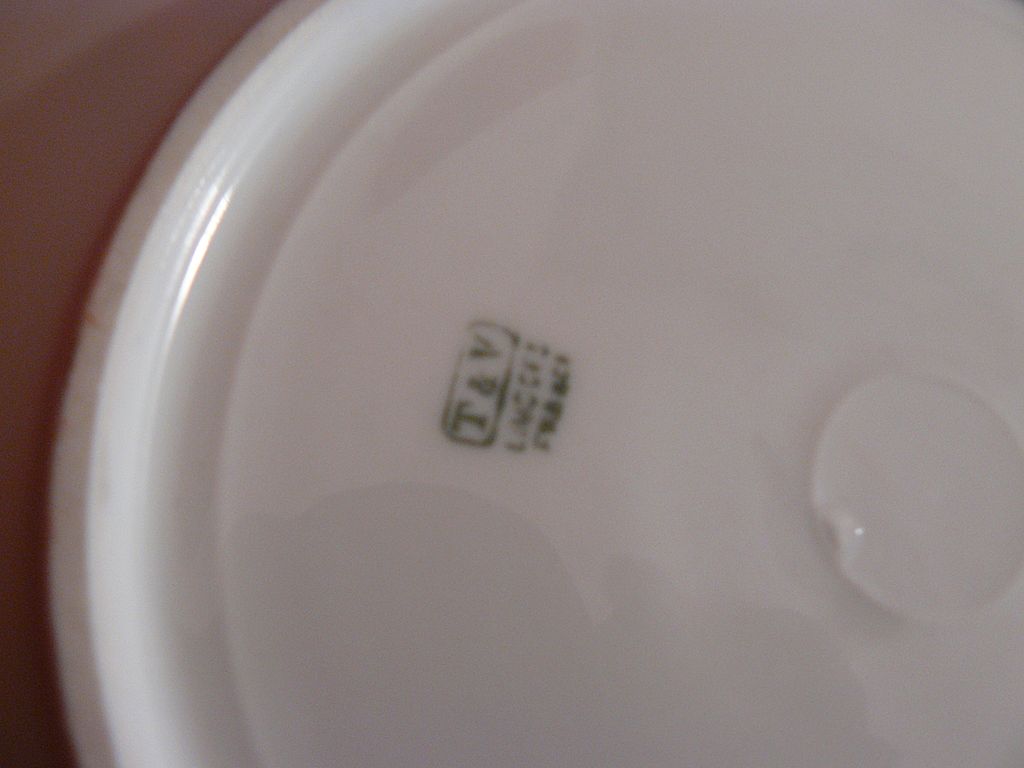 T & V
LIMOGES
FRANCE